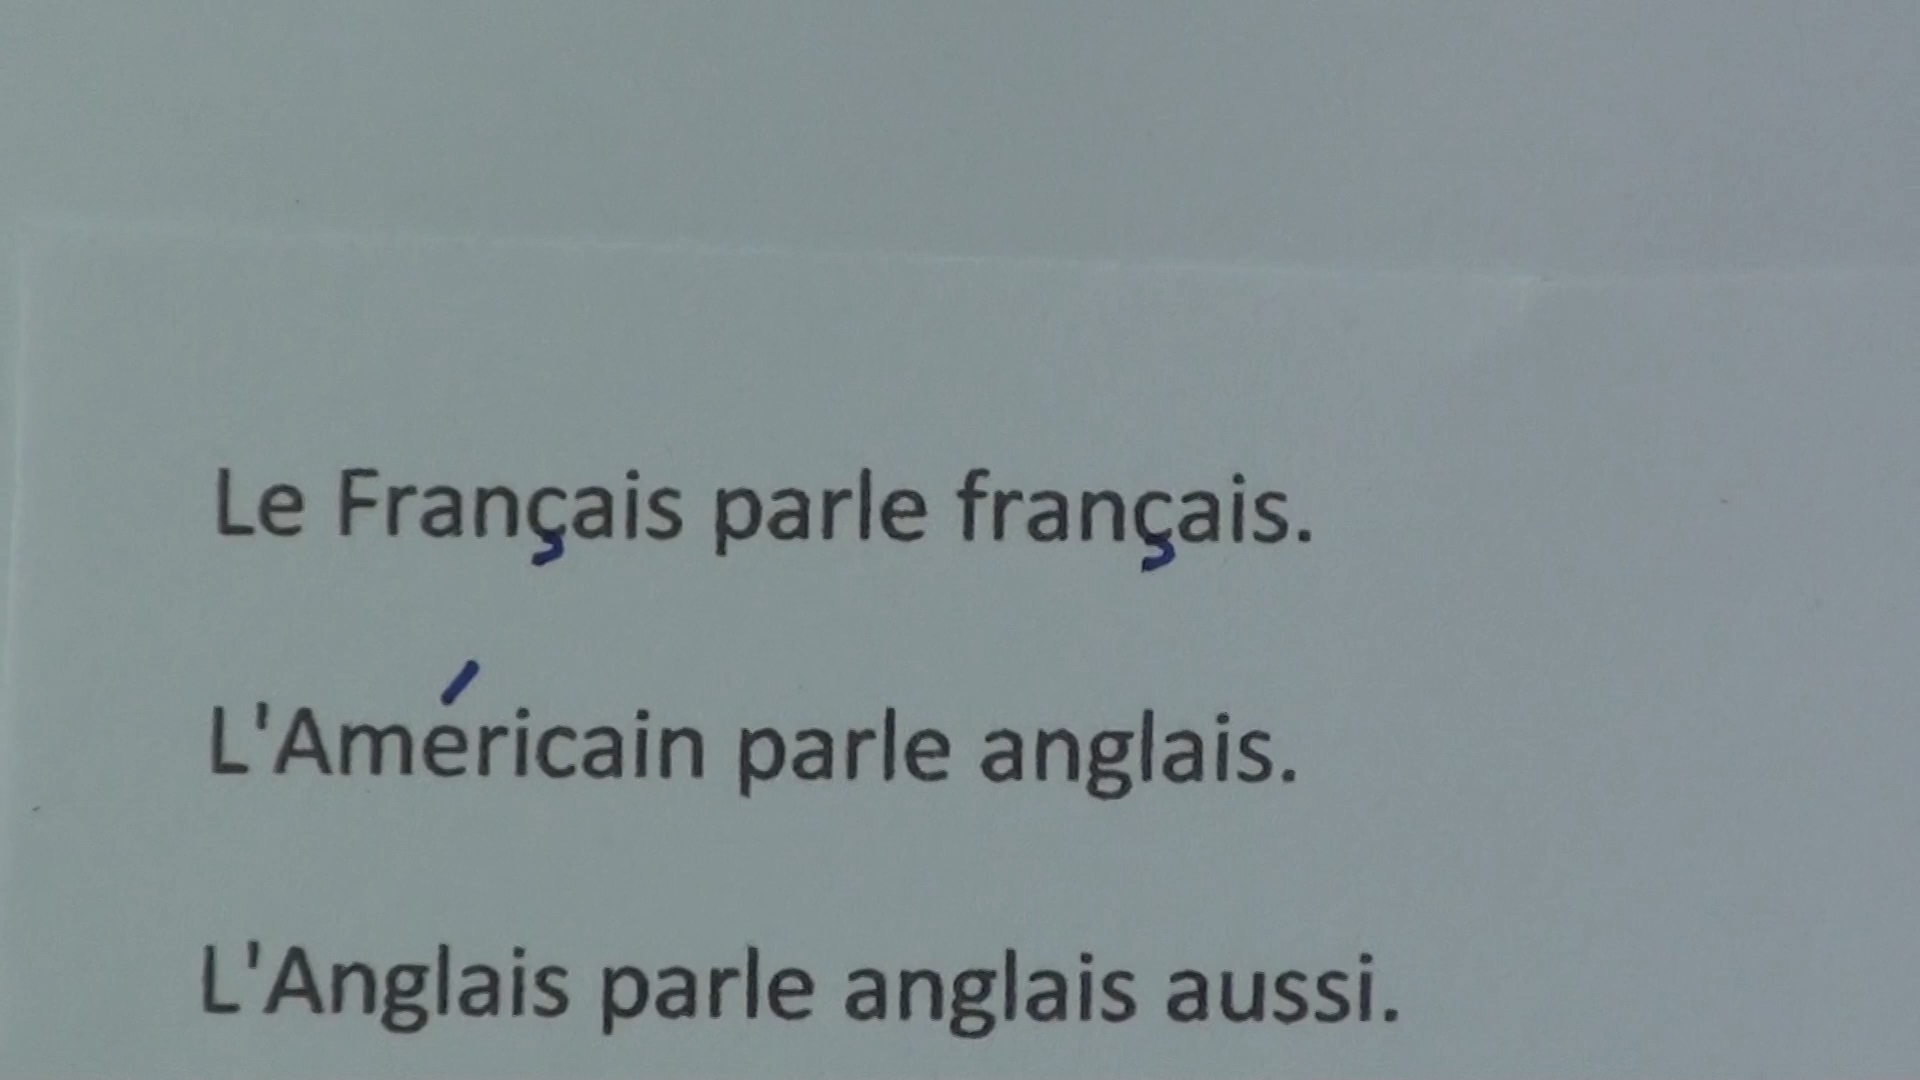 Le Français parle français.
L'Américain parle anglais.
L'Anglais parle anglais aussi.